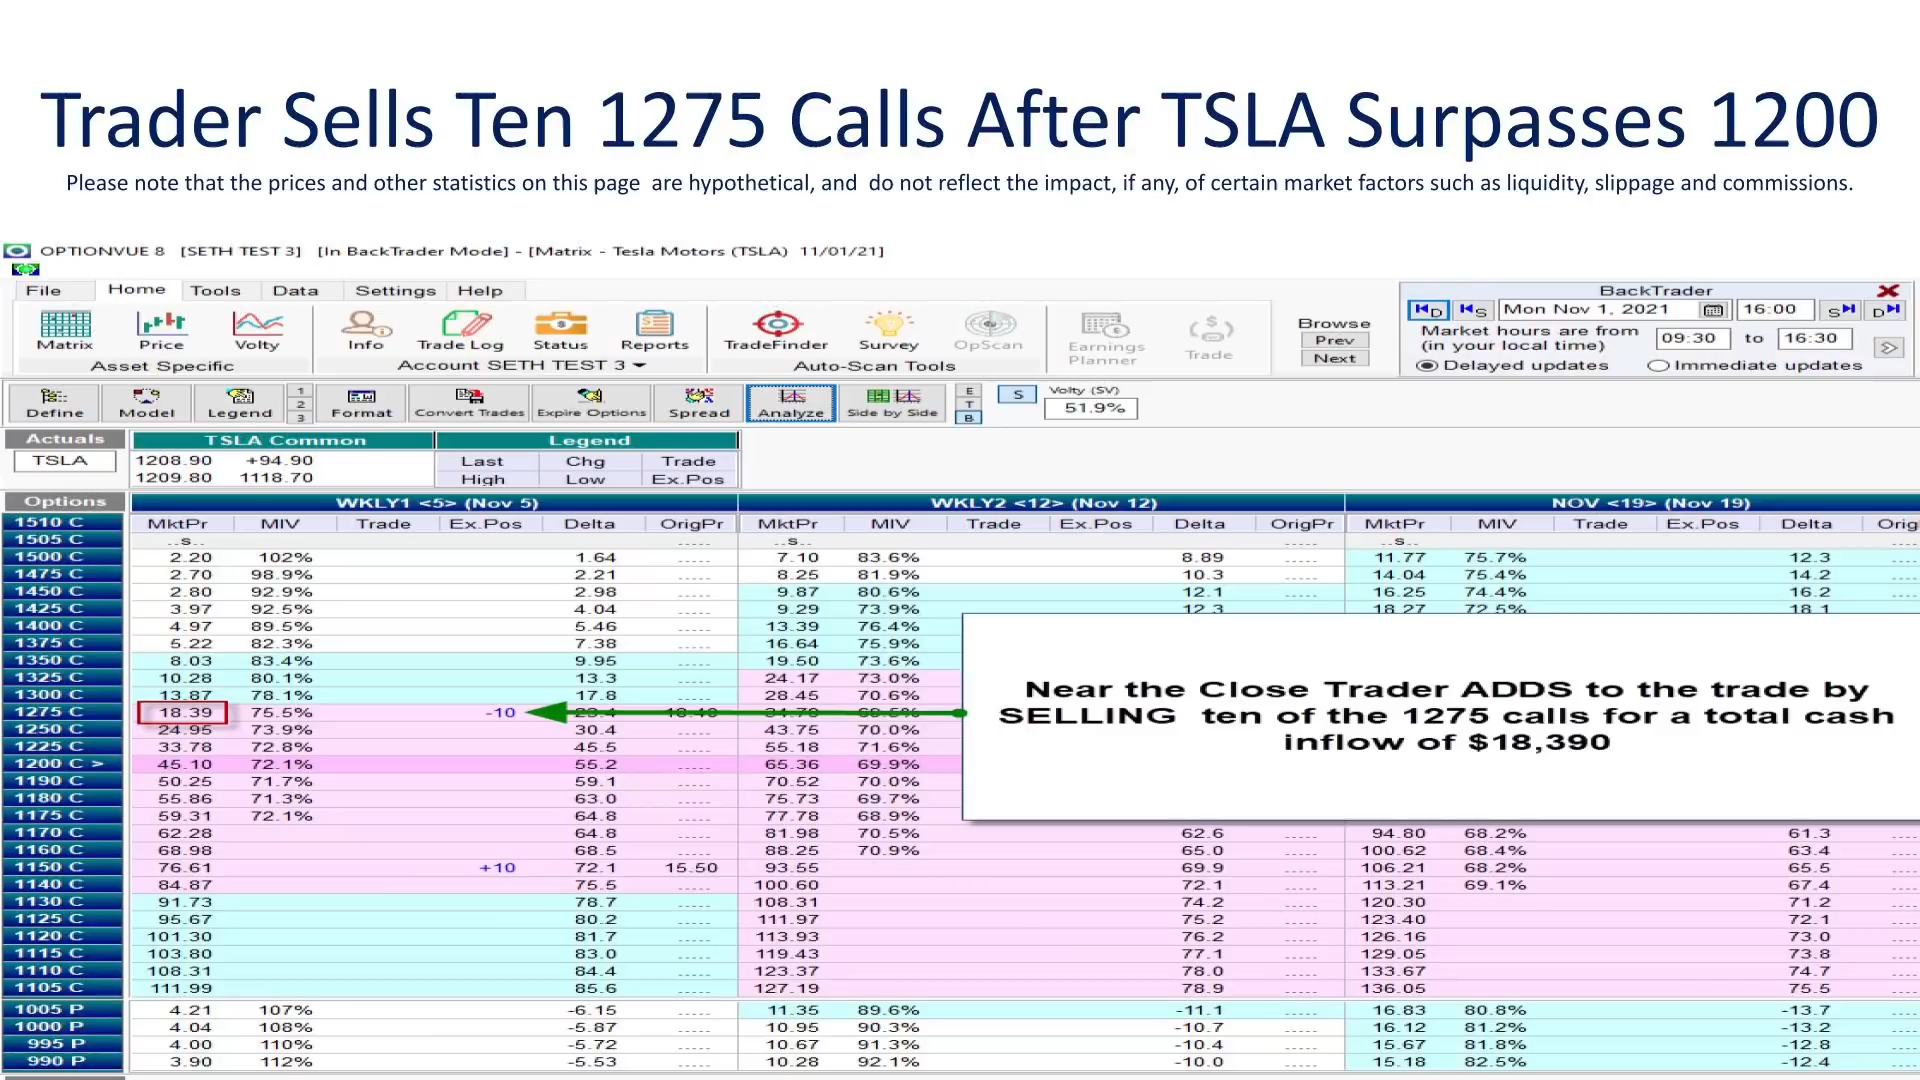 Trader Sells Ten 1275 Calls After TSLA Surpasses 1200
Please note that the prices and other statistics on this page are hypothetical, and do not reflect the impact, if any, of certain market factors such as liquidity, slippage and commissions.
OPTIONVUE 8 [SETH TEST 3] [In BackTrader Mode] - [Matrix - Tesla Motors (TSLA) 11/01/21]
File Home Tools Data Settings Help
BackTrader
D S Mon Nov 1, 2021 16:00 S D
Market hours are from
(in your local time) 09:30 to 16:30
Delayed updates Immediate updates
Matrix Price Volty Info Trade Log Status Reports TradeFinder Survey OpScan Earnings Planner Trade
Browse
Prev
Next
Asset Specific Account SETH TEST 3 Auto-Scan Tools
Define Model Legend 1 2 3 Format Convert Trades Expire Options Spread Analyze Side by Side E T B S Volty (SV)
51.9%
Actuals TSLA Common Legend
TSLA 1208.90 +94.90 Last Chg Trade
1209.80 1118.70 High Low Ex.Pos
Options WKLY1 <5> (Nov 5) WKLY2 <12> (Nov 12) NOV <19> (Nov 19)
1510 C MktPr MIV Trade Ex.Pos Delta OrigPr MktPr MIV Trade Ex.Pos Delta OrigPr MktPr MIV Trade Ex.Pos Delta Orig
1505 C ..s.. ..... ..s.. ..... ..s.. ....
1500 C 2.20 102% 1.64 ..... 7.10 83.6% 8.89 ..... 11.77 75.7% 12.3 ....
1475 C 2.70 98.9% 2.21 ..... 8.25 81.9% 10.3 ..... 14.04 75.4% 14.2 ....
1450 C 2.80 92.9% 2.98 ..... 9.87 80.6% 12.1 ..... 16.25 74.4% 16.2 ....
1425 C 3.97 92.5% 4.04 ..... 9.29 73.9% 12.3 18.27 72.5% 18.1
1400 C 4.97 89.5% 5.46 ..... 13.39 76.4%
1375 C 5.22 82.3% 7.38 ..... 16.64 75.9%
1350 C 8.03 83.4% 9.95 ..... 19.50 73.6%
1325 C 10.28 80.1% 13.3 ..... 24.17 73.0%
1300 C 13.87 78.1% 17.8 ..... 28.45 70.6%
1275 C 18.39 75.5% -10
1250 C 24.95 73.9% 30.4 ..... 43.75 70.0%
1225 C 33.78 72.8% 45.5 ..... 55.18 71.6%
1200 C > 45.10 72.1% 55.2 ..... 65.36 69.9%
1190 C 50.25 71.7% 59.1 ..... 70.52 70.0%
1180 C 55.86 71.3% 63.0 ..... 75.73 69.7%
1175 C 59.31 72.1% 64.8 ..... 77.78 68.9%
Near the Close Trader ADDS to the trade by
SELLING ten of the 1275 calls for a total cash
inflow of $18,390
1170 C 62.28 64.8 ..... 81.98 70.5% 62.6 ..... 94.80 68.2% 61.3 ....
1160 C 68.98 68.5 ..... 88.25 70.9% 65.0 ..... 100.62 68.4% 63.4 ....
1150 C 76.61 +10 72.1 15.50 93.55 69.9 ..... 106.21 68.2% 65.5 ....
1140 C 84.87 75.5 ..... 100.60 72.1 ..... 113.21 69.1% 67.4 ....
1130 C 91.73 78.7 ..... 108.31 74.2 ..... 120.30 71.2 ....
1125 C 95.67 80.2 ..... 111.97 75.2 ..... 123.40 72.1 ....
1120 C 101.30 81.7 ..... 113.93 76.2 ..... 126.16 73.0 ....
1115 C 103.80 83.0 ..... 119.43 77.1 ..... 129.05 73.8 ....
1110 C 108.31 84.4 ..... 123.37 78.0 ..... 133.67 74.7 ....
1105 C 111.99 85.6 ..... 127.19 78.9 ..... 136.05 75.5 ....
1005 P 4.21 107% -6.15 ..... 11.35 89.6% -11.1 ..... 16.83 80.8% -13.7 ....
1000 P 4.04 108% -5.87 ..... 10.95 90.3% -10.7 ..... 16.12 81.2% -13.2 ....
995 P 4.00 110% -5.72 ..... 10.67 91.3% -10.4 ..... 15.67 81.8% -12.8 ....
990 P 3.90 112% -5.53 ..... 10.28 92.1% -10.0 ..... 15.18 82.5% -12.4 ....